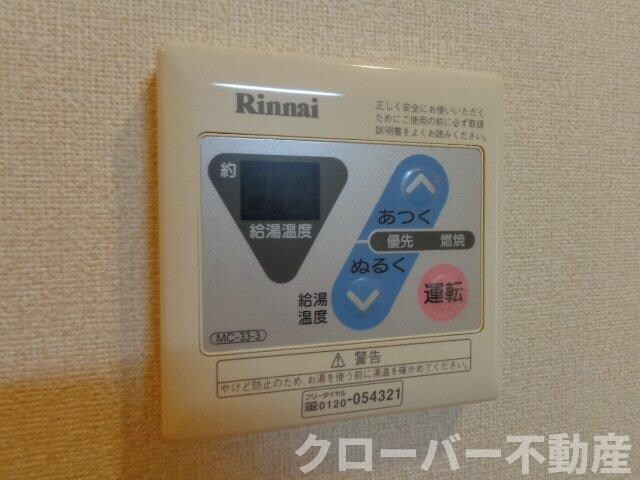 Rinnai
正しく安全にお使いいただく
ためにご使用の前に必ず取扱
説明書をよくお読みください。
約
給湯温度
あつく
優先 燃焼
ぬるく
給湯
温度
運転
MC-33-3
⚠ 警告
やけど防止のため、お湯を使う前に湯温を確かめてください。
フリーダイヤル
0120-054321
クローバー不動産